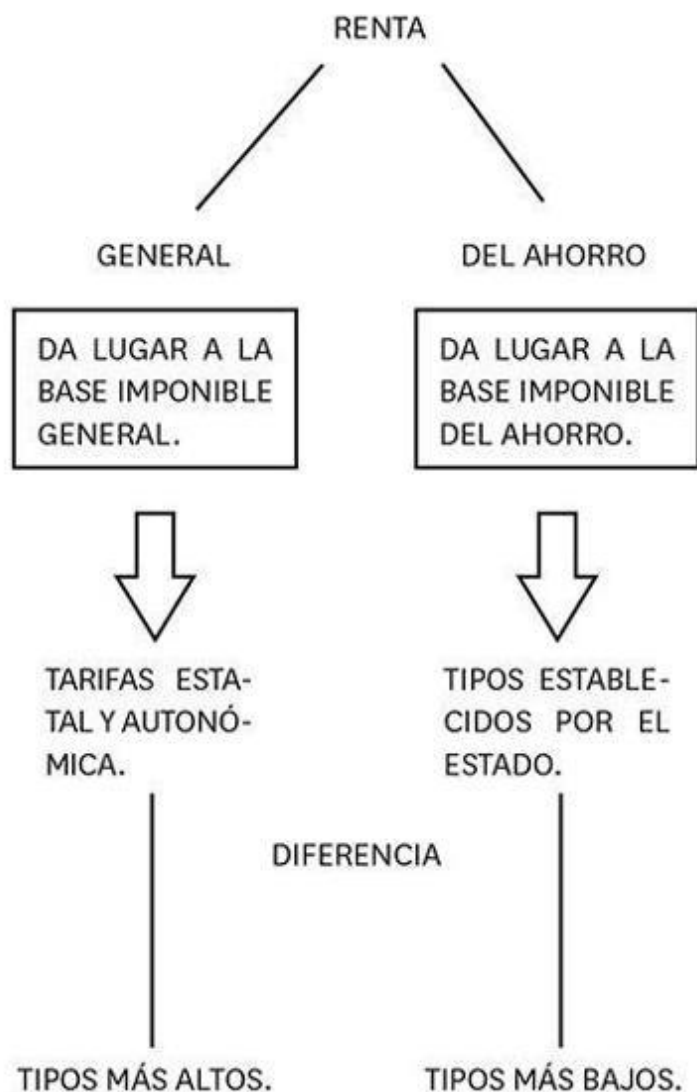 RENTA
GENERAL
DEL AHORRO
DA LUGAR A LA
BASE IMPONIBLE
GENERAL.
DA LUGAR A LA
BASE IMPONIBLE
DEL AHORRO.
TARIFAS ESTA-
TAL Y AUTONÓ-
MICA.
TIPOS ESTABLE-
CIDOS POR EL
ESTADO.
DIFERENCIA
TIPOS MÁS ALTOS.
TIPOS MÁS BAJOS.